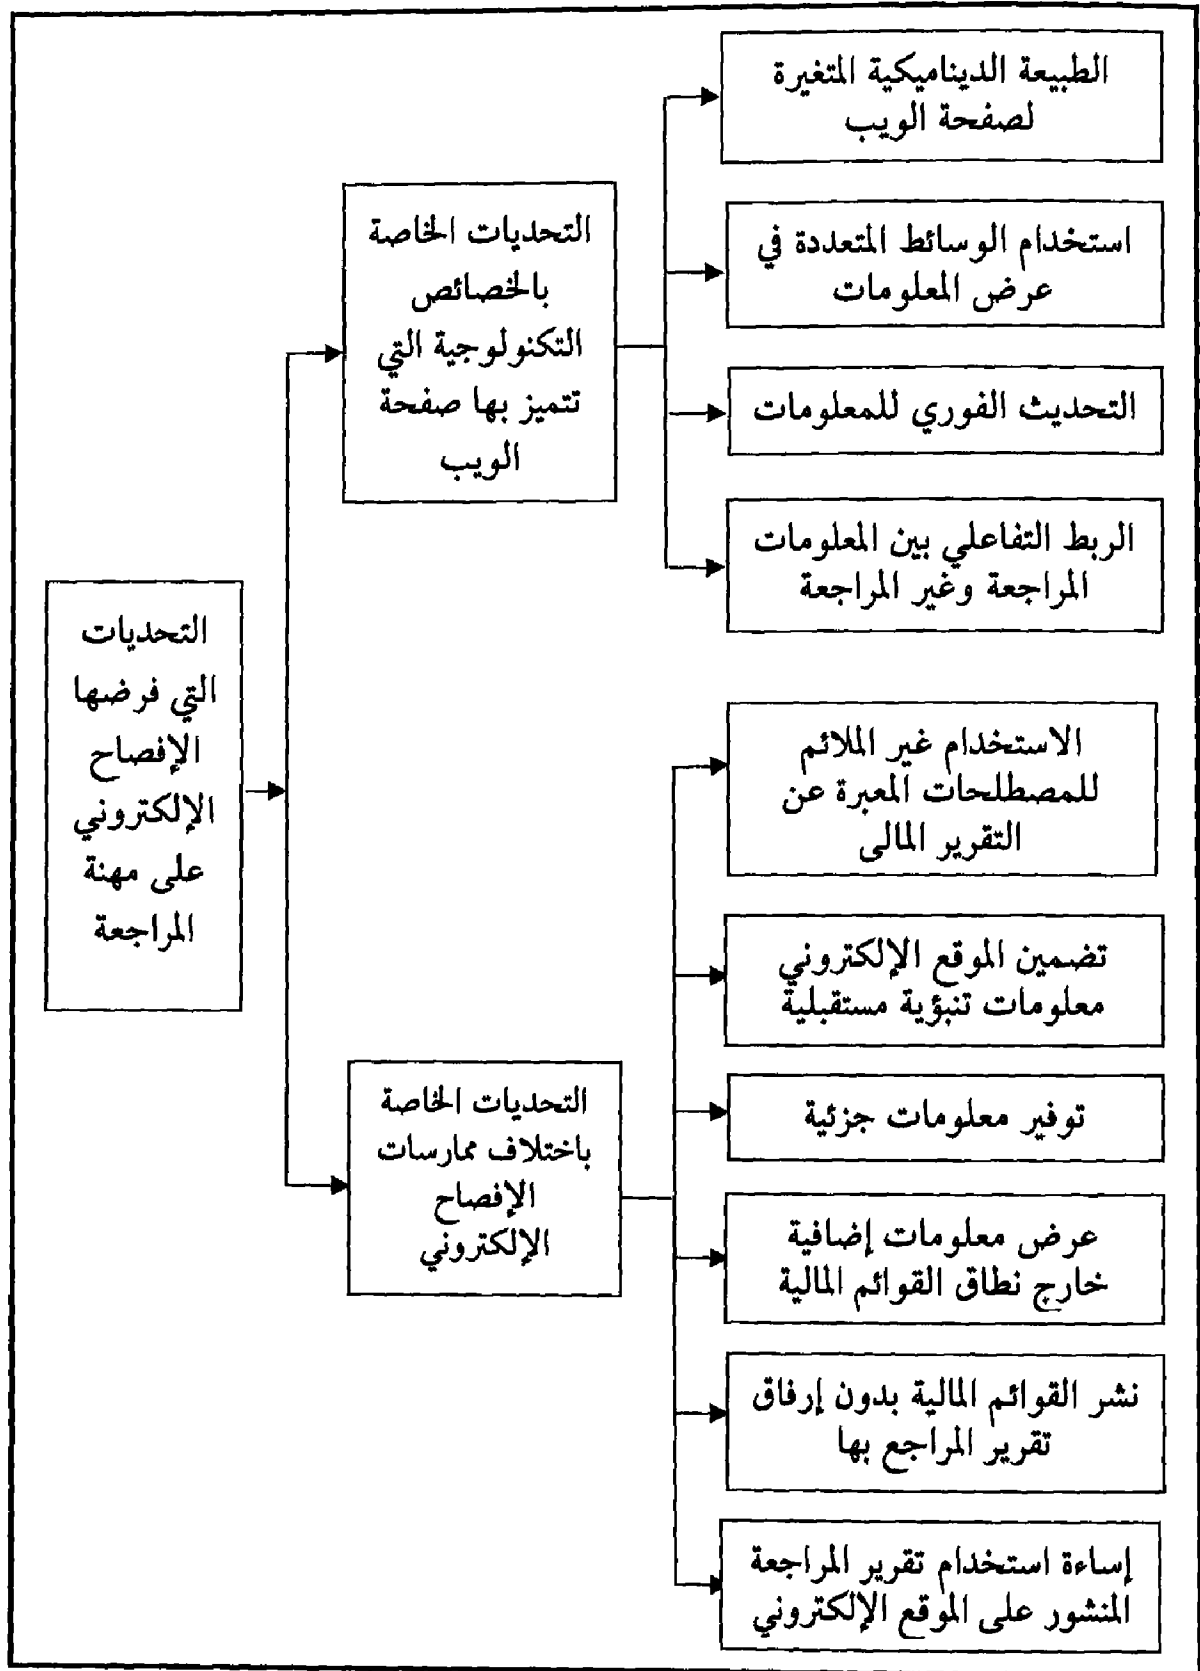 التحديات
التي فرضها
الإفصاح
الإلكتروني
على مهنة
المراجعة
التحديات الخاصة
بالخصائص
التكنولوجية التي
تتميز بها صفحة
الويب
الطبيعة الديناميكية المتغيرة
لصفحة الويب
استخدام الوسائط المتعددة في
عرض المعلومات
التحديث الفوري للمعلومات
الربط التفاعلي بين المعلومات
المراجعة وغير المراجعة
التحديات الخاصة
باختلاف ممارسات
الإفصاح
الإلكتروني
الاستخدام غير الملائم
للمصطلحات المعبرة عن
التقرير المالى
تضمين الموقع الإلكتروني
معلومات تنبؤية مستقبلية
توفير معلومات جزئية
عرض معلومات إضافية
خارج نطاق القوائم المالية
نشر القوائم المالية بدون إرفاق
تقرير المراجع بها
إساءة استخدام تقرير المراجعة
المنشور على الموقع الإلكتروني